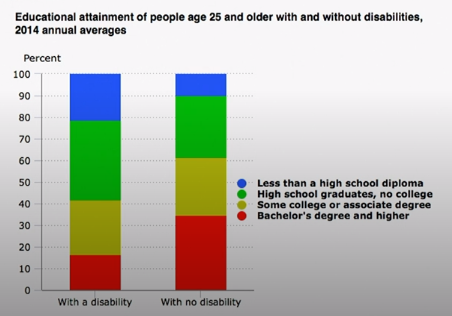 Educational attainment of people age 25 and older with and without disabilities,
2014 annual averages
Percent
100
90
80
70
60
50
40
30
20
10
0
Less than a high school diploma
High school graduates, no college
Some college or associate degree
Bachelor's degree and higher
With a disability
With no disability